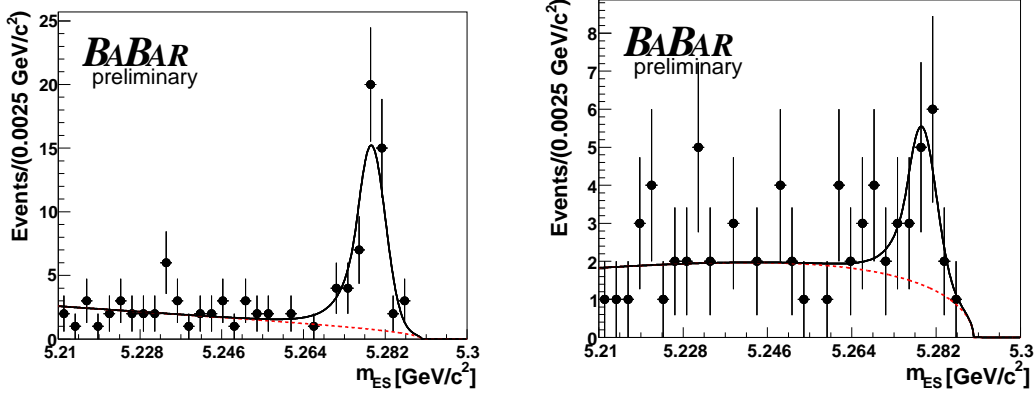 Events/(0.0025 GeV/c²)
25
20
15
10
5
0
BABAR
preliminary
5.21 5.228 5.246 5.264 5.282 5.3
m_ES [GeV/c²]
Events/(0.0025 GeV/c²)
8
7
6
5
4
3
2
1
0
BABAR
preliminary
5.21 5.228 5.246 5.264 5.282 5.3
m_ES [GeV/c²]